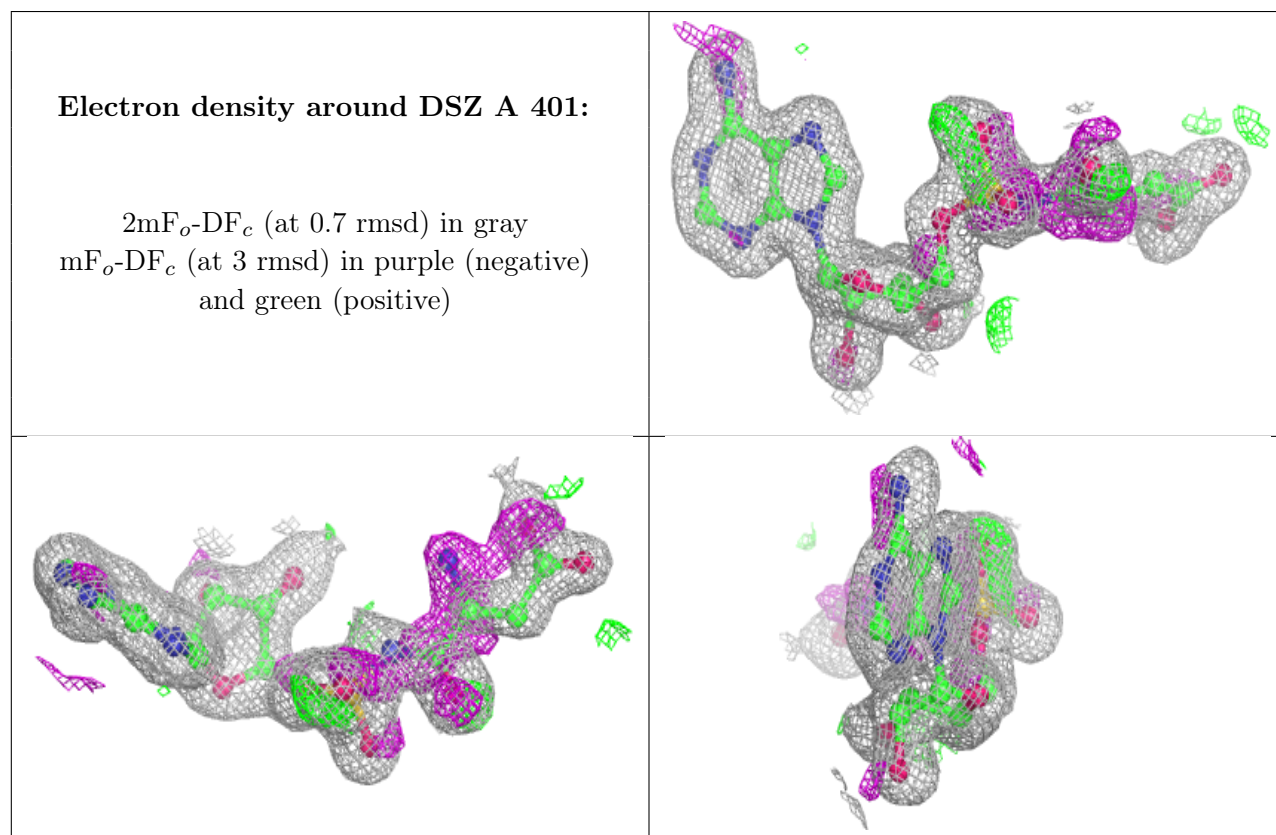 Electron density around DSZ A 401:
2mFₒ-DF𝒸 (at 0.7 rmsd) in gray
mFₒ-DF𝒸 (at 3 rmsd) in purple (negative)
and green (positive)